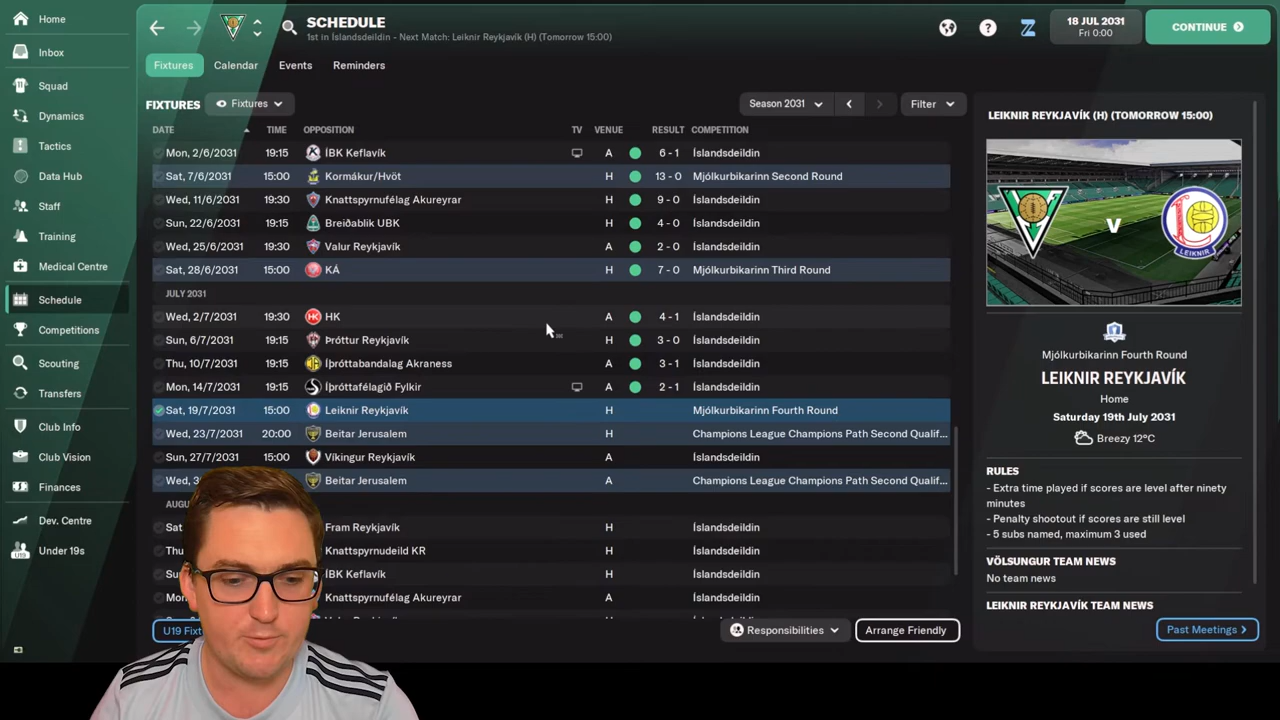 Home
Inbox
Squad
Dynamics
Tactics
Data Hub
Staff
Training
Medical Centre
Schedule
Competitions
Scouting
Transfers
Club Info
Club Vision
Finances
Dev. Centre
Under 19s
SCHEDULE
1st in Íslandsdeildin - Next Match: Leiknir Reykjavík (H) (Tomorrow 15:00)
18 JUL 2031
Fri 0:00
CONTINUE
Fixtures Calendar Events Reminders
FIXTURES Fixtures Season 2031 Filter
DATE TIME OPPOSITION TV VENUE RESULT COMPETITION
Mon, 2/6/2031 19:15 ÍBK Keflavík A 6 - 1 Íslandsdeildin
Sat, 7/6/2031 15:00 Kormákur/Hvöt H 13 - 0 Mjólkurbikarinn Second Round
Wed, 11/6/2031 19:30 Knattspyrnufélag Akureyrar H 9 - 0 Íslandsdeildin
Sun, 22/6/2031 19:15 Breiðablik UBK H 4 - 0 Íslandsdeildin
Wed, 25/6/2031 19:30 Valur Reykjavík A 2 - 0 Íslandsdeildin
Sat, 28/6/2031 15:00 KÁ H 7 - 0 Mjólkurbikarinn Third Round
JULY 2031
Wed, 2/7/2031 19:30 HK A 4 - 1 Íslandsdeildin
Sun, 6/7/2031 19:15 Þróttur Reykjavík H 3 - 0 Íslandsdeildin
Thu, 10/7/2031 19:15 Íþróttabandalag Akraness A 3 - 1 Íslandsdeildin
Mon, 14/7/2031 19:15 Íþróttafélagið Fylkir A 2 - 1 Íslandsdeildin
Sat, 19/7/2031 15:00 Leiknir Reykjavík H Mjólkurbikarinn Fourth Round
Wed, 23/7/2031 20:00 Beitar Jerusalem H Champions League Champions Path Second Qualif...
Sun, 27/7/2031 15:00 Víkingur Reykjavík A Íslandsdeildin
Wed, Beitar Jerusalem A Champions League Champions Path Second Qualif...
Fram Reykjavík H Íslandsdeildin
Knattspyrnudeild KR H Íslandsdeildin
ÍBK Keflavík H Íslandsdeildin
Knattspyrnufélag Akureyrar A Íslandsdeildin
Responsibilities Arrange Friendly
LEIKNIR REYKJAVÍK (H) (TOMORROW 15:00)
V
Mjólkurbikarinn Fourth Round
LEIKNIR REYKJAVÍK
Home
Saturday 19th July 2031
Breezy 12°C
RULES
- Extra time played if scores are level after ninety
minutes
- Penalty shootout if scores are still level
- 5 subs named, maximum 3 used
VÖLSUNGUR TEAM NEWS
No team news
LEIKNIR REYKJAVÍK TEAM NEWS
Past Meetings